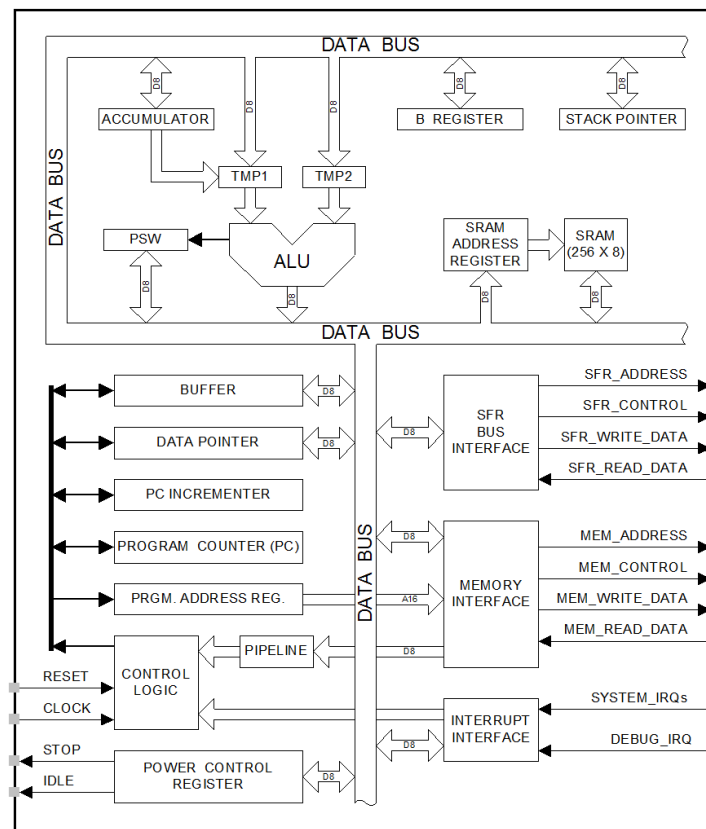 DATA BUS
D8
D8
D8
D8
D8
ACCUMULATOR
B REGISTER
STACK POINTER
DATA BUS
TMP1
TMP2
PSW
ALU
SRAM
ADDRESS
REGISTER
SRAM
(256 X 8)
D8
D8
D8
D8
DATA BUS
BUFFER
D8
DATA POINTER
D8
PC INCREMENTER
PROGRAM COUNTER (PC)
PRGM. ADDRESS REG.
A16
CONTROL
LOGIC
PIPELINE
D8
RESET
CLOCK
STOP
IDLE
POWER CONTROL
REGISTER
D8
DATA BUS
D8
SFR
BUS
INTERFACE
SFR_ADDRESS
SFR_CONTROL
SFR_WRITE_DATA
SFR_READ_DATA
D8
MEMORY
INTERFACE
MEM_ADDRESS
MEM_CONTROL
MEM_WRITE_DATA
MEM_READ_DATA
INTERRUPT
INTERFACE
D8
SYSTEM_IRQs
DEBUG_IRQ